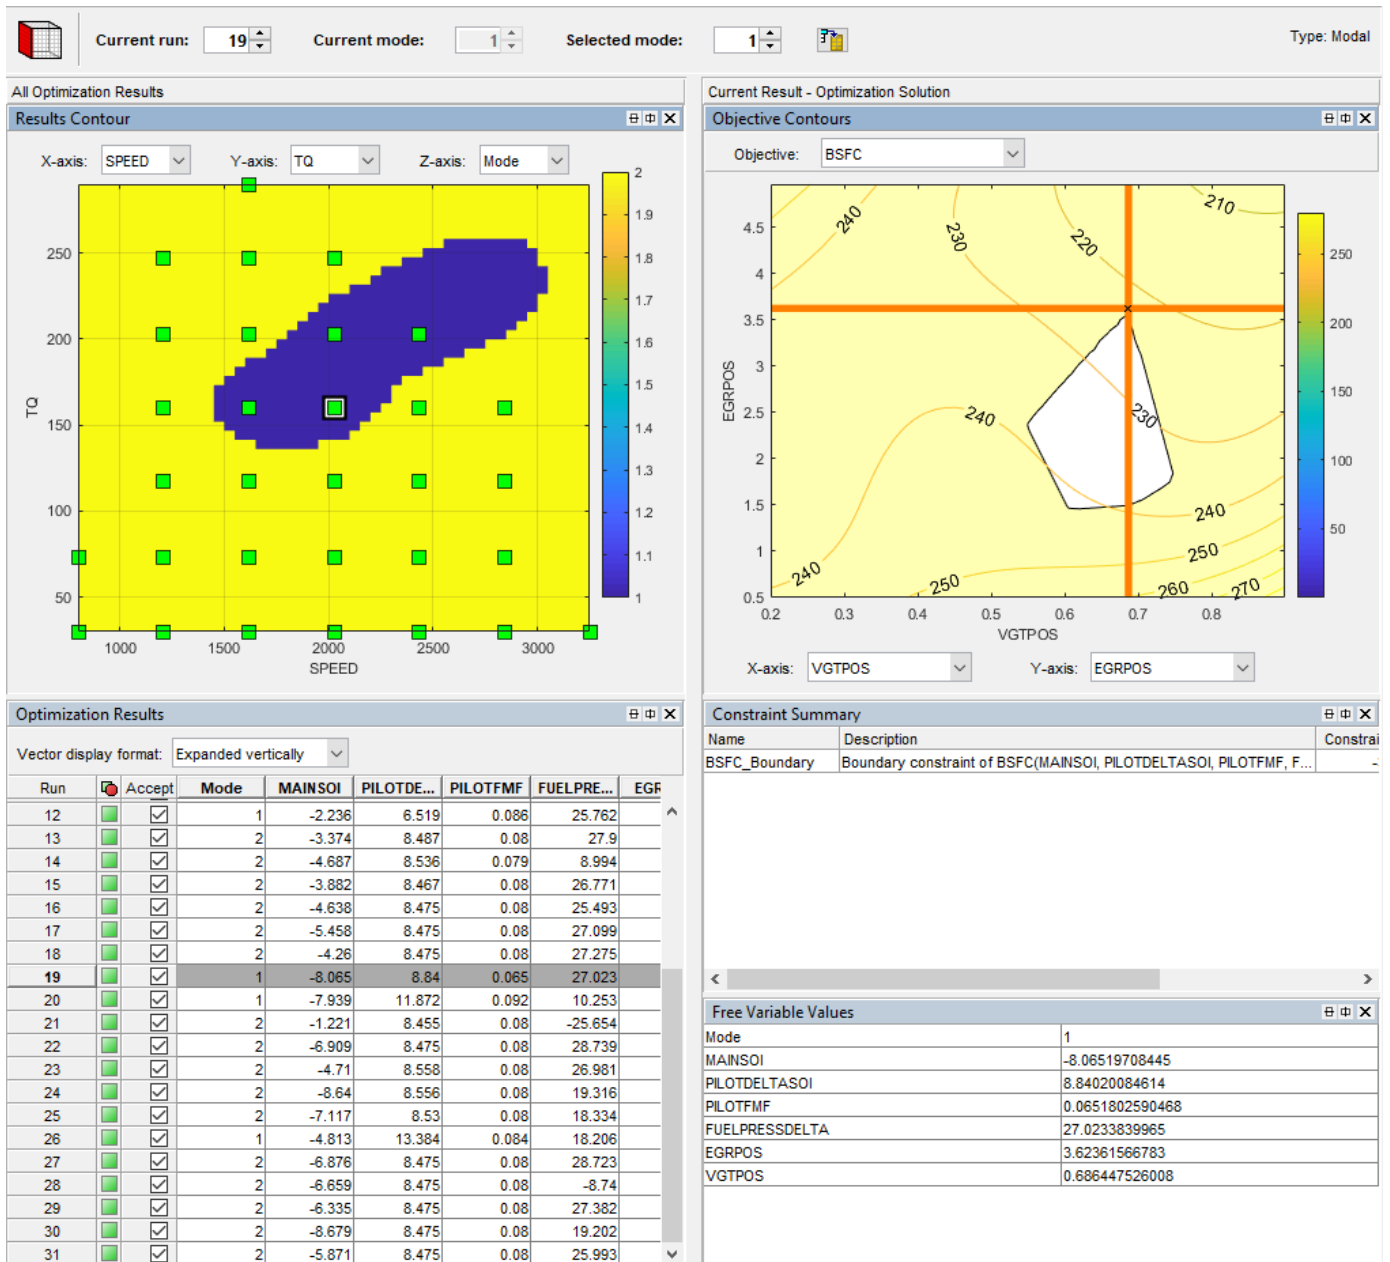 Current run: 19 Current mode: 1 Selected mode: 1 Type: Modal
All Optimization Results
Results Contour
X-axis: SPEED Y-axis: TQ Z-axis: Mode
250
200
150
100
50
TQ
1000 1500 2000 2500 3000
SPEED
2
1.9
1.8
1.7
1.6
1.5
1.4
1.3
1.2
1.1
1
Current Result - Optimization Solution
Objective Contours
Objective: BSFC
4.5
4
3.5
3
2.5
2
1.5
1
0.5
EGRPOS
240
230
220
210
240
230
240
240
250
250
260
270
0.2 0.3 0.4 0.5 0.6 0.7 0.8
VGTPOS
250
200
150
100
50
X-axis: VGTPOS Y-axis: EGRPOS
Optimization Results
Vector display format: Expanded vertically
Run Accept Mode MAINSOI PILOTDE... PILOTFMF FUELPRE... EGR
12 1 -2.236 6.519 0.086 25.762
13 2 -3.374 8.487 0.08 27.9
14 2 -4.687 8.536 0.079 8.994
15 2 -3.882 8.467 0.08 26.771
16 2 -4.638 8.475 0.08 25.493
17 2 -5.458 8.475 0.08 27.099
18 2 -4.26 8.475 0.08 27.275
19 1 -8.065 8.84 0.065 27.023
20 1 -7.939 11.872 0.092 10.253
21 2 -1.221 8.455 0.08 -25.654
22 2 -6.909 8.475 0.08 28.739
23 2 -4.71 8.558 0.08 26.981
24 2 -8.64 8.556 0.08 19.316
25 2 -7.117 8.53 0.08 18.334
26 1 -4.813 13.384 0.084 18.206
27 2 -6.876 8.475 0.08 28.723
28 2 -6.659 8.475 0.08 -8.74
29 2 -6.335 8.475 0.08 27.382
30 2 -8.679 8.475 0.08 19.202
31 2 -5.871 8.475 0.08 25.993
Constraint Summary
Name Description Constrai
BSFC_Boundary Boundary constraint of BSFC(MAINSOI, PILOTDELTASOI, PILOTFMF, F... -
Free Variable Values
Mode 1
MAINSOI -8.06519708445
PILOTDELTASOI 8.84020084614
PILOTFMF 0.0651802590468
FUELPRESSDELTA 27.0233839965
EGRPOS 3.62361566783
VGTPOS 0.686447526008